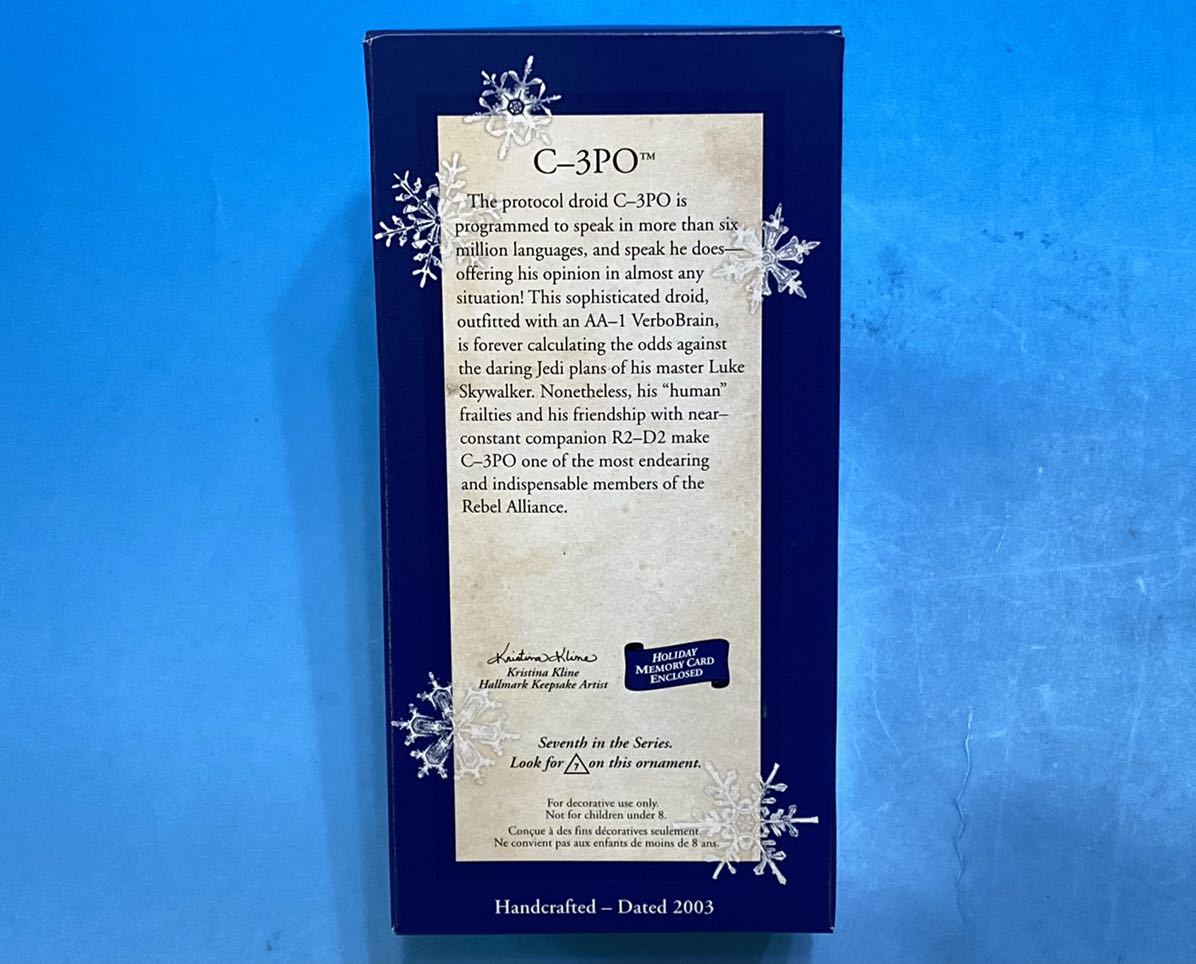 C–3PO™
The protocol droid C–3PO is
programmed to speak in more than six
million languages, and speak he does—
offering his opinion in almost any
situation! This sophisticated droid,
outfitted with an AA–1 VerboBrain,
is forever calculating the odds against
the daring Jedi plans of his master Luke
Skywalker. Nonetheless, his “human”
frailties and his friendship with near–
constant companion R2–D2 make
C–3PO one of the most endearing
and indispensable members of the
Rebel Alliance.
Kristina Kline
Kristina Kline
Hallmark Keepsake Artist
HOLIDAY
MEMORY CARD
ENCLOSED
Seventh in the Series.
Look for 7 on this ornament.
For decorative use only.
Not for children under 8.
Conçue à des fins décoratives seulement.
Ne convient pas aux enfants de moins de 8 ans.
Handcrafted – Dated 2003